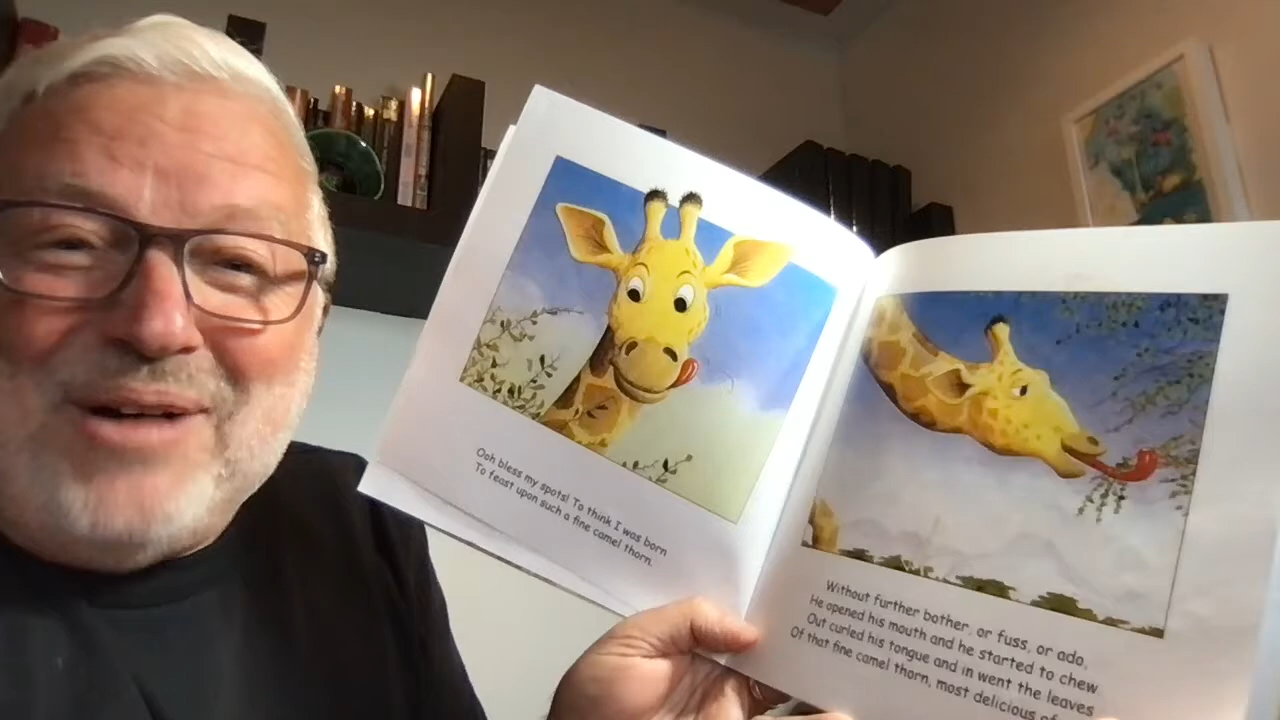 Ooh bless my spots! To think I was born
To feast upon such a fine camel thorn.
Without further bother, or fuss, or ado,
He opened his mouth and he started to chew
Out curled his tongue and in went the leaves
Of that fine camel thorn, most delicious of